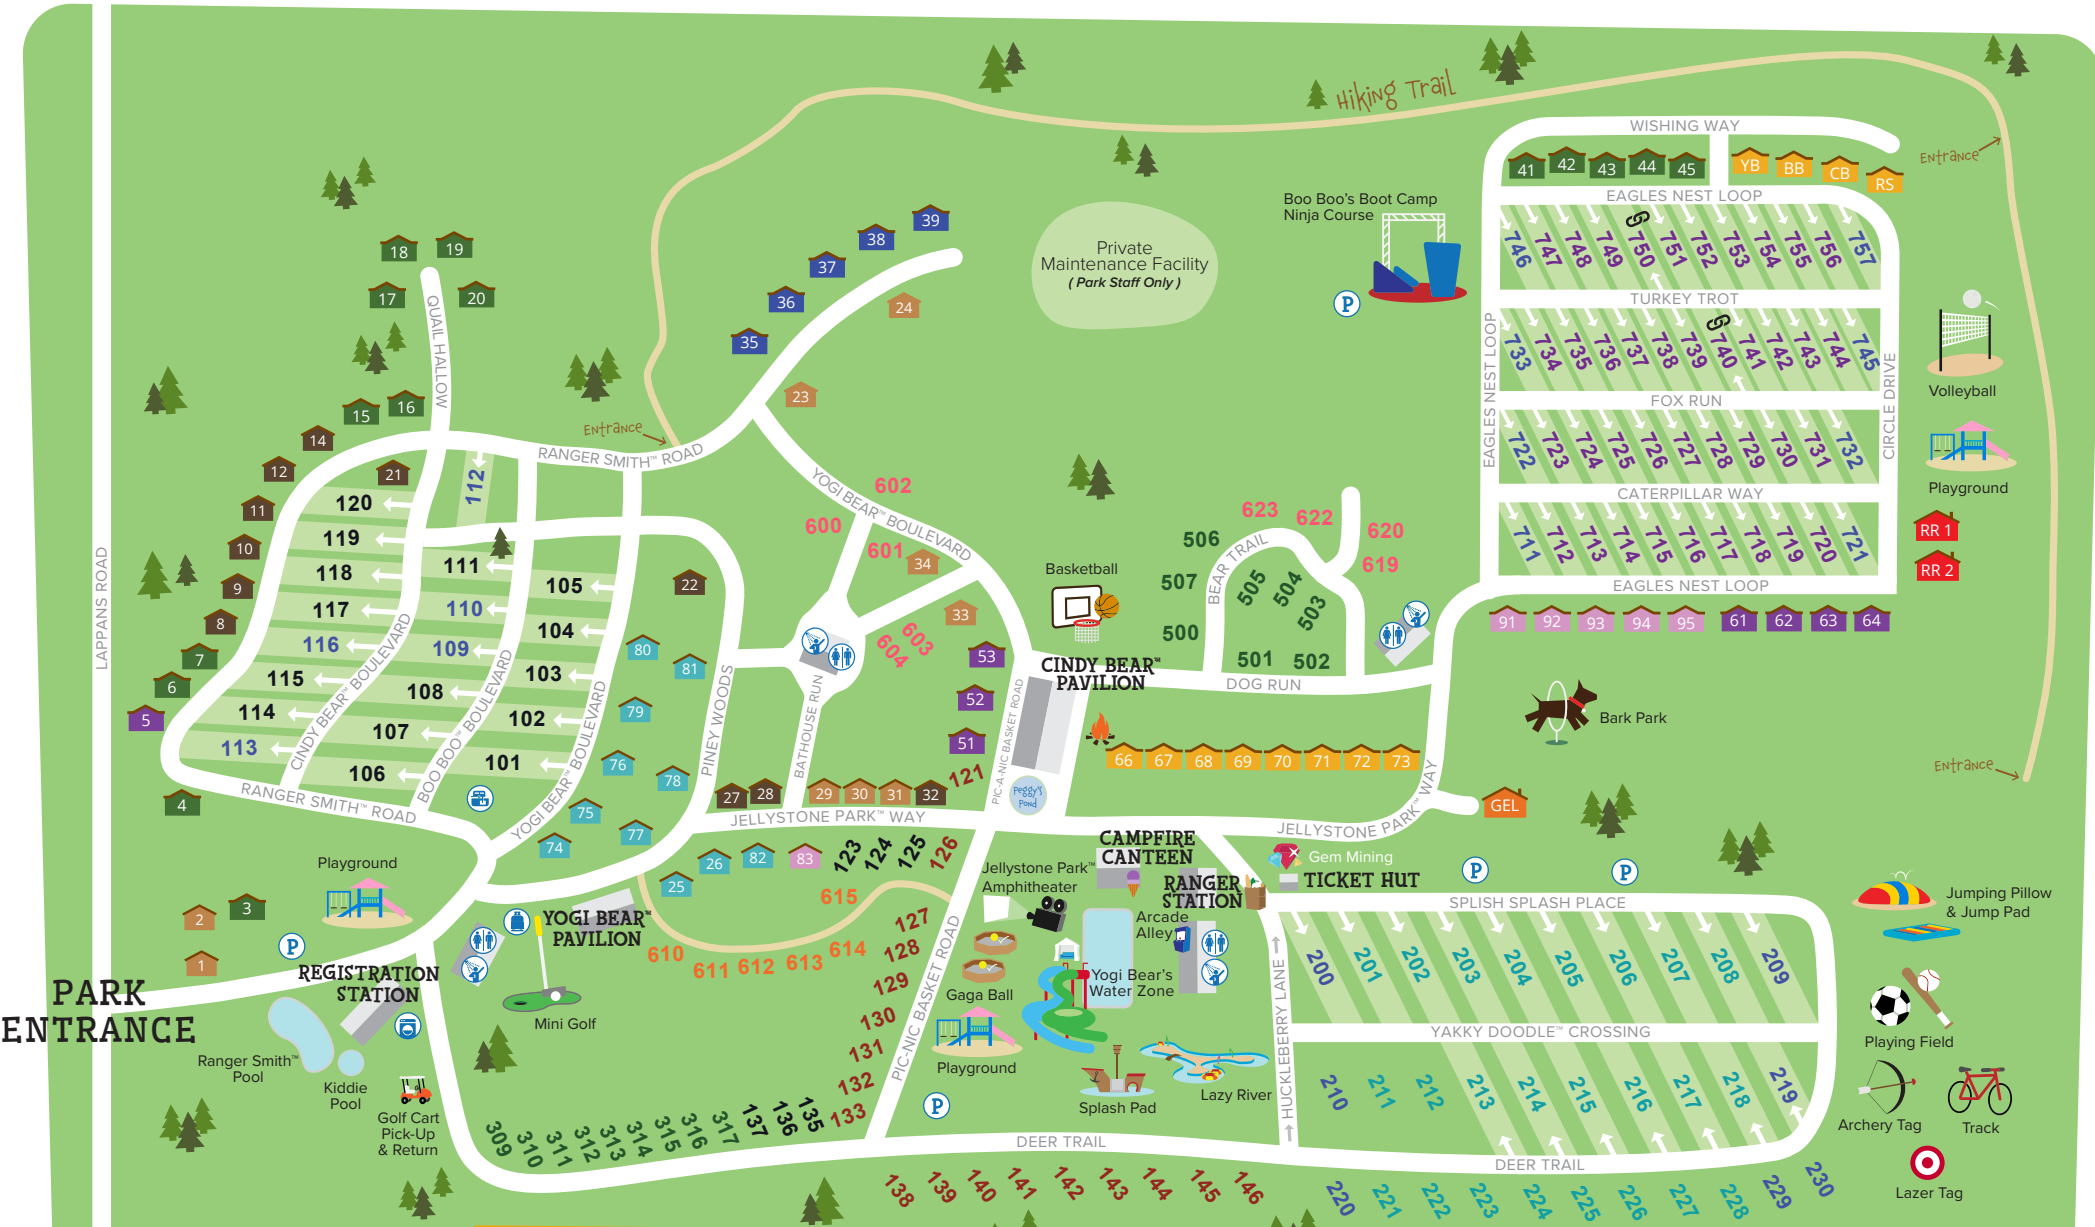 Hiking Trail
WISHING WAY
Entrance
41 42 43 44 45 YB BB CB RS
EAGLES NEST LOOP
Boo Boo's Boot Camp
Ninja Course
P
746 747 748 749 750 751 752 753 754 755 756 757
TURKEY TROT
733 734 735 736 737 738 739 740 741 742 743 744 745
FOX RUN
EAGLES NEST LOOP
CIRCLE DRIVE
722 723 724 725 726 727 728 729 730 731 732
CATERPILLAR WAY
711 712 713 714 715 716 717 718 719 720 721
EAGLES NEST LOOP
91 92 93 94 95 61 62 63 64
Volleyball
Playground
RR 1
RR 2
Private
Maintenance Facility
( Park Staff Only )
39
38
37
36
35
24
23
18 19
17 20
QUAIL HALLOW
15 16
14
12
21
11
10
9
8
7
6
5
4
Entrance
RANGER SMITH™ ROAD
112
120
119
118
117
116
115
114
113
111
110
109
108
107
106
105
104
103
102
101
CINDY BEAR™ BOULEVARD
BOO BOO™ BOULEVARD
YOGI BEAR™ BOULEVARD
RANGER SMITH™ ROAD
LAPPANS ROAD
22
80
81
79
76
78
75
77
74
PINEY WOODS
BATHOUSE RUN
YOGI BEAR™ BOULEVARD
602
600
601
34
33
603
604
53
52
51
121
27 28 29 30 31 32
JELLYSTONE PARK™ WAY
PIC-A-NIC BASKET ROAD
Peggy's
Pond
Basketball
CINDY BEAR™
PAVILION
506
507
500
BEAR TRAIL
623 622
620
619
505 504 503
501 502
DOG RUN
66 67 68 69 70 71 72 73
Bark Park
Entrance
JELLYSTONE PARK™ WAY
GEL
Playground
2 3
1
P
PARK
ENTRANCE
REGISTRATION
STATION
Ranger Smith™
Pool
Kiddie
Pool
Golf Cart
Pick-Up
& Return
YOGI BEAR™
PAVILION
Mini Golf
25 26 82 83
123 124 125 126
615
610 611 612 613 614
127
128
129
130
131
132
133
PIC-NIC BASKET ROAD
309 310 311 312 313 314 315 316 317 137 136 135
Jellystone Park™
Amphitheater
CAMPFIRE
CANTEEN
RANGER
STATION
Gem Mining
TICKET HUT
Arcade
Alley
Gaga Ball
Yogi Bear's
Water Zone
Playground
Splash Pad
Lazy River
P
P
P
SPLISH SPLASH PLACE
200 201 202 203 204 205 206 207 208 209
YAKKY DOODLE™ CROSSING
HUCKLEBERRY LANE
210 211 212 213 214 215 216 217 218 219
DEER TRAIL
DEER TRAIL
138 139 140 141 142 143 144 145 146
220 221 222 223 224 225 226 227 228 229 230
Jumping Pillow
& Jump Pad
Playing Field
Archery Tag
Track
Lazer Tag